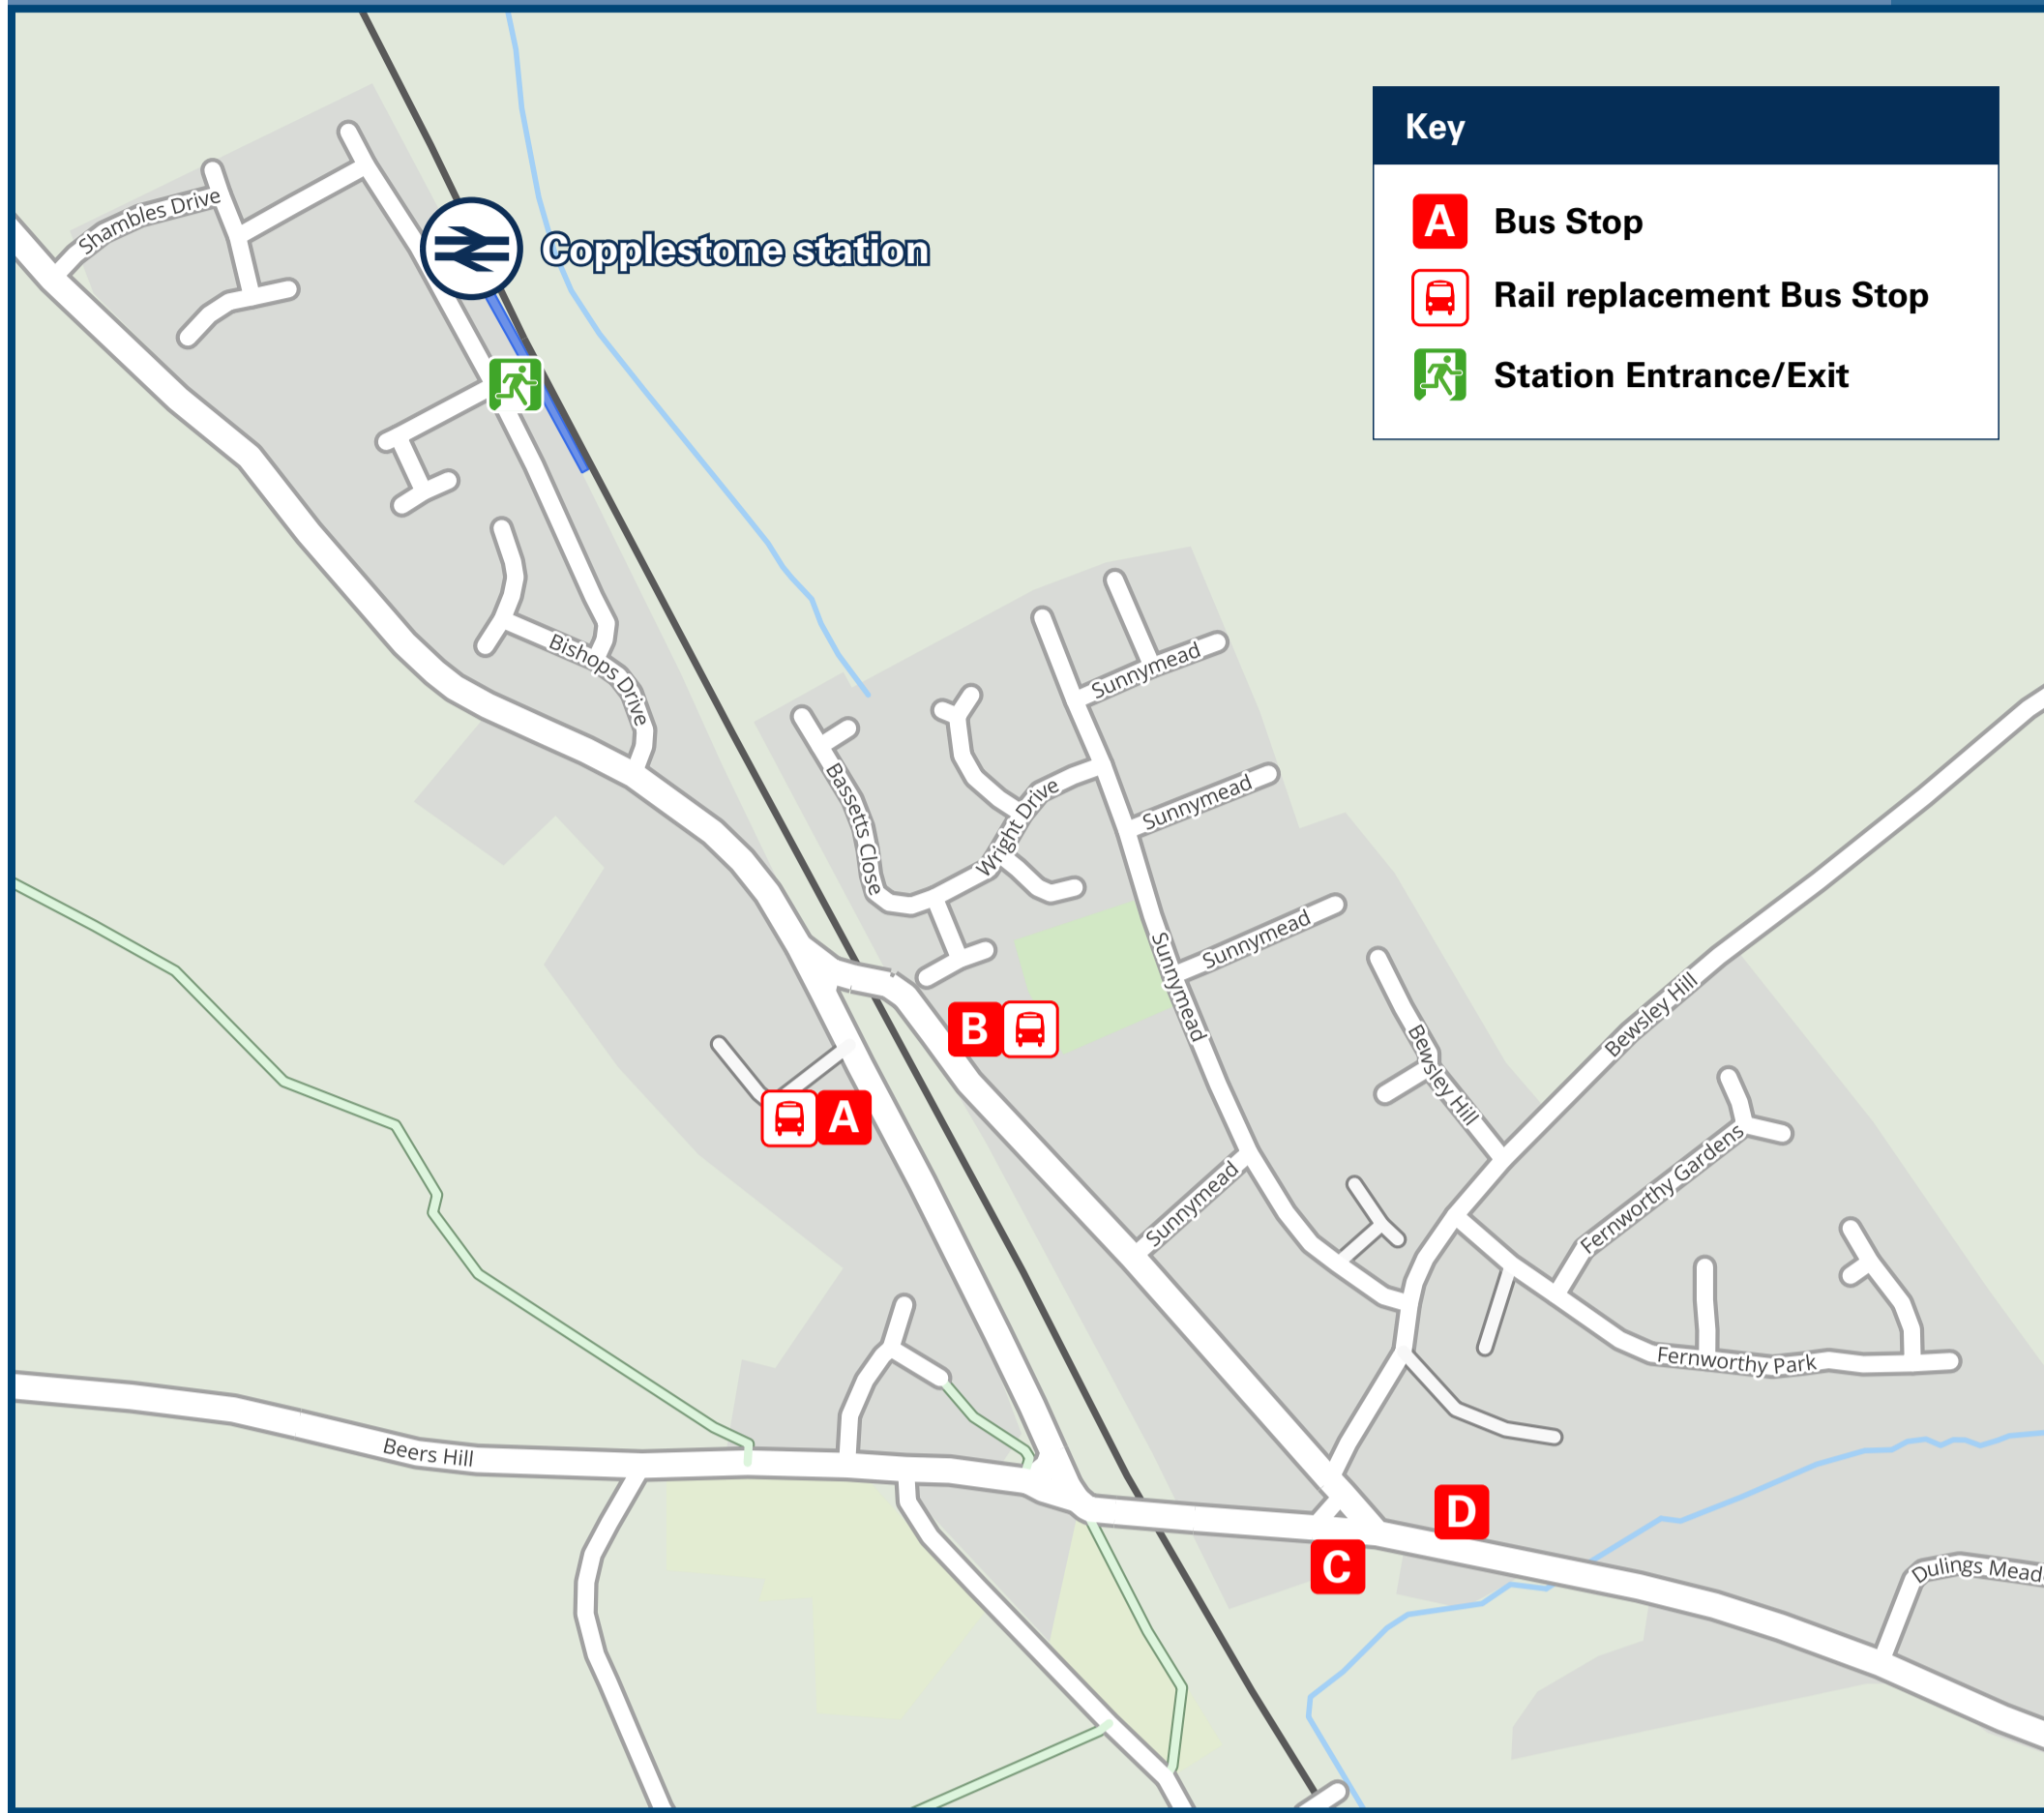 Key
A Bus Stop
Rail replacement Bus Stop
Station Entrance/Exit
Shambles Drive
Copplestone station
Bishops Drive
Sunnymead
Bassetts Close
Wright Drive
Sunnymead
Sunnymead
Sunnymead
Bewsley Hill
Bewsley Hill
B
A
Sunnymead
Fernworthy Gardens
Fernworthy Park
Beers Hill
D
C
Dulings Mead